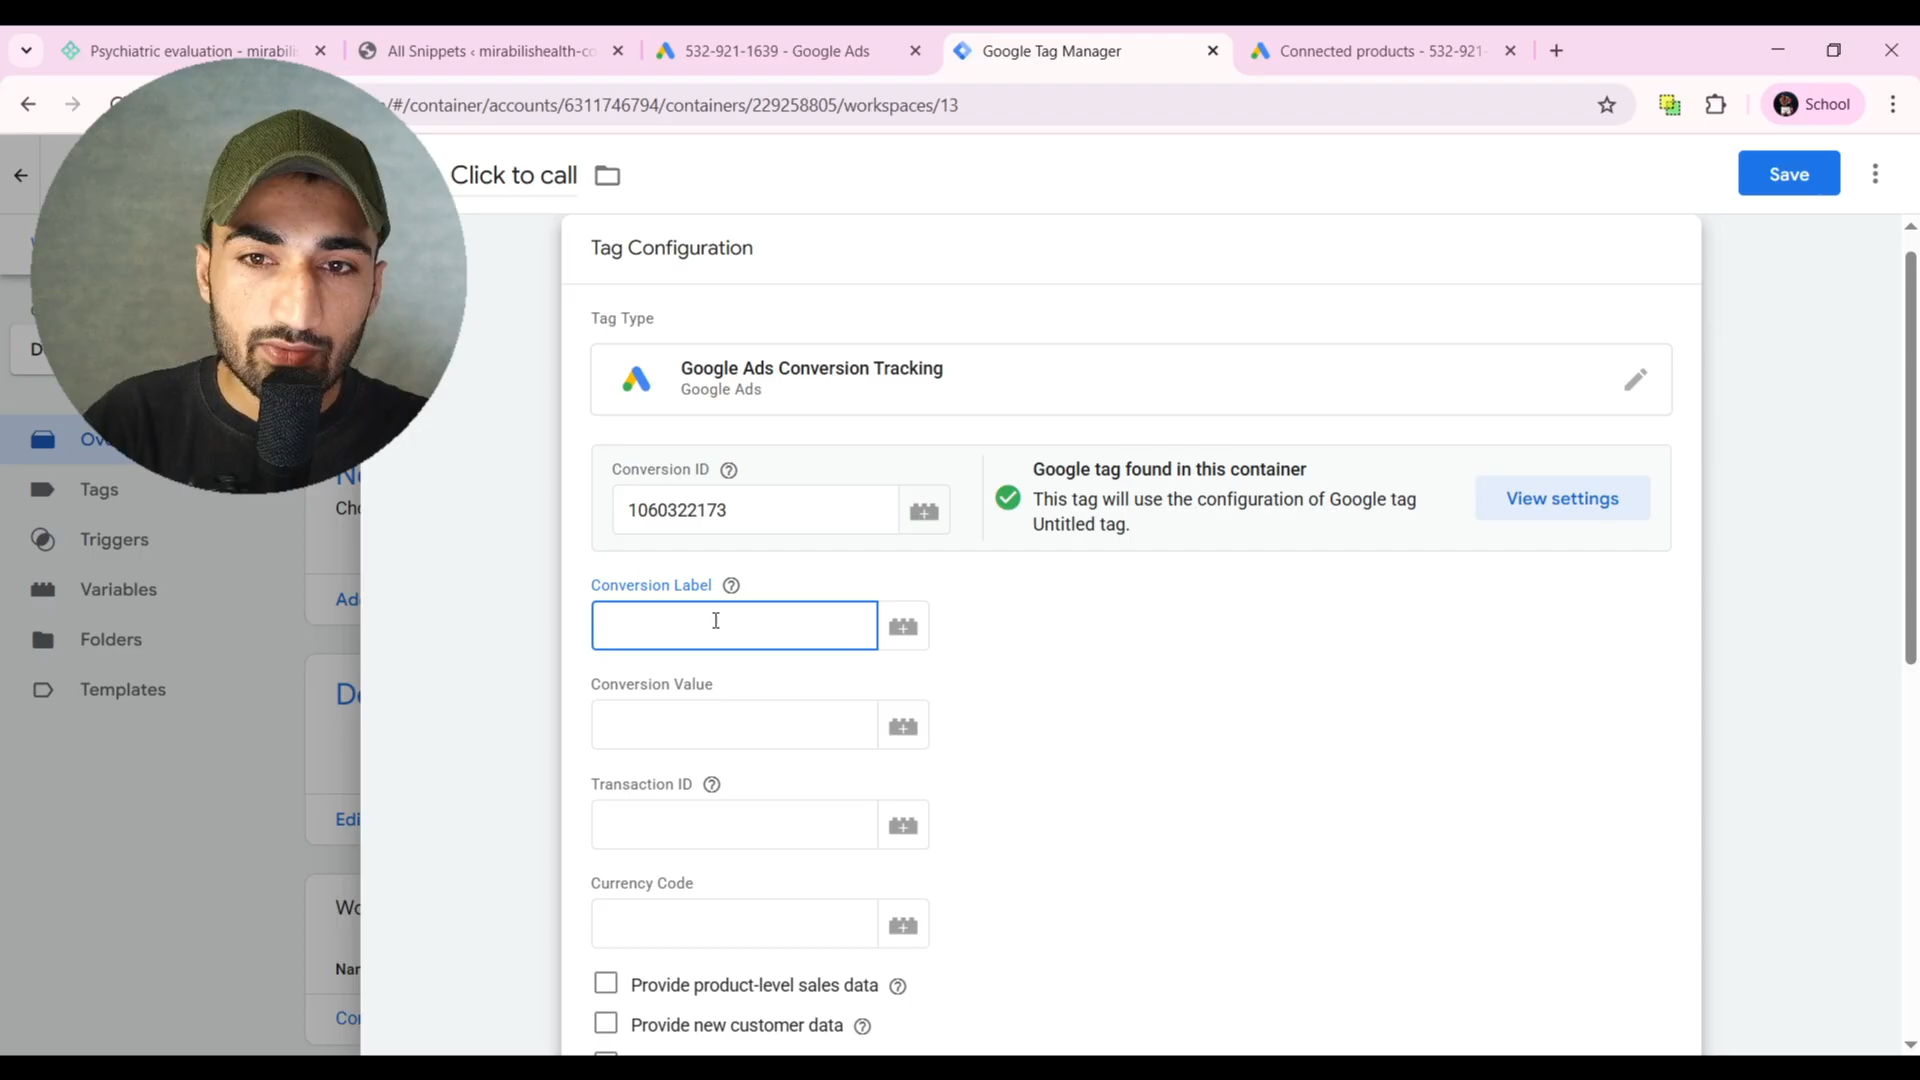 Psychiatric evaluation - mirabili
All Snippets ‹ mirabilishealth-co
532-921-1639 - Google Ads
Google Tag Manager
Connected products - 532-921-
/#/container/accounts/6311746794/containers/229258805/workspaces/13
School
Click to call
Save
Tag Configuration
Tag Type
Google Ads Conversion Tracking
Google Ads
Conversion ID
1060322173
Google tag found in this container
This tag will use the configuration of Google tag
Untitled tag.
View settings
Conversion Label
Conversion Value
Transaction ID
Currency Code
Provide product-level sales data
Provide new customer data
Tags
Triggers
Variables
Folders
Templates